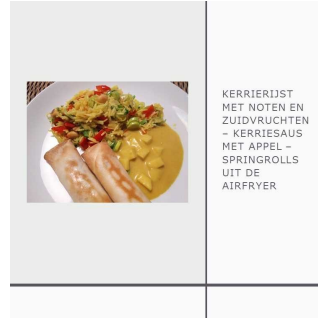 KERRIERIJST
MET NOTEN EN
ZUIDVRUCHTEN
– KERRIESAUS
MET APPEL –
SPRINGROLLS
UIT DE
AIRFRYER